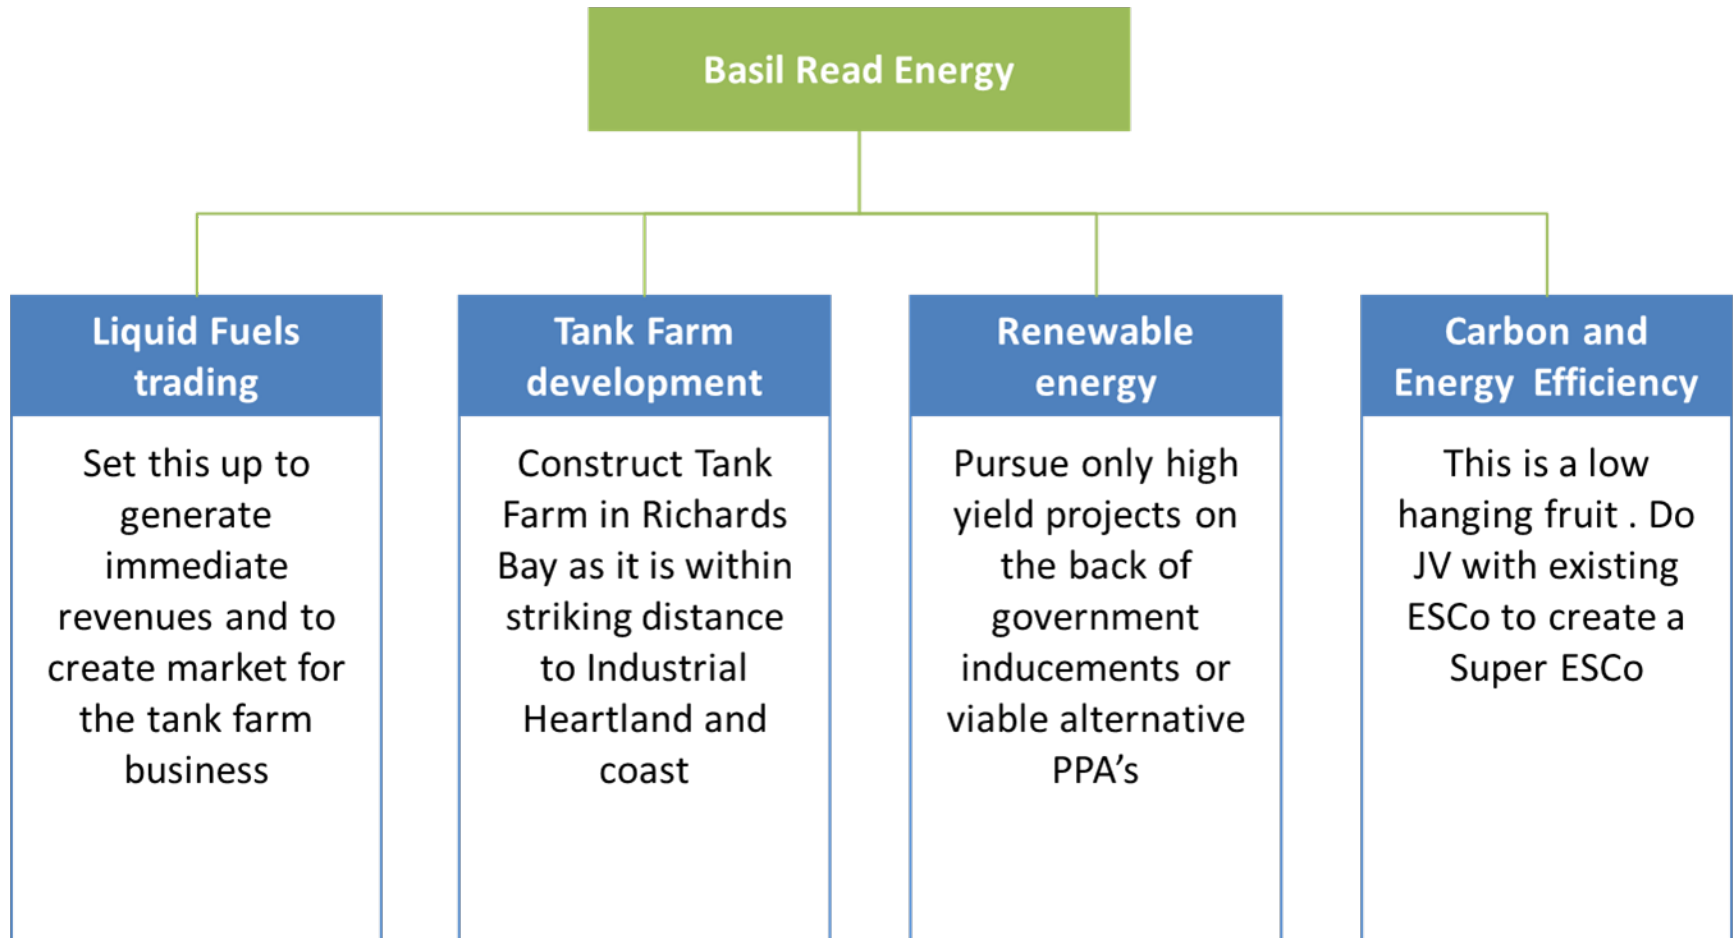 Basil Read Energy
Liquid Fuels
trading
Set this up to
generate
immediate
revenues and to
create market for
the tank farm
business
Tank Farm
development
Construct Tank
Farm in Richards
Bay as it is within
striking distance
to Industrial
Heartland and
coast
Renewable
energy
Pursue only high
yield projects on
the back of
government
inducements or
viable alternative
PPA’s
Carbon and
Energy Efficiency
This is a low
hanging fruit . Do
JV with existing
ESCo to create a
Super ESCo